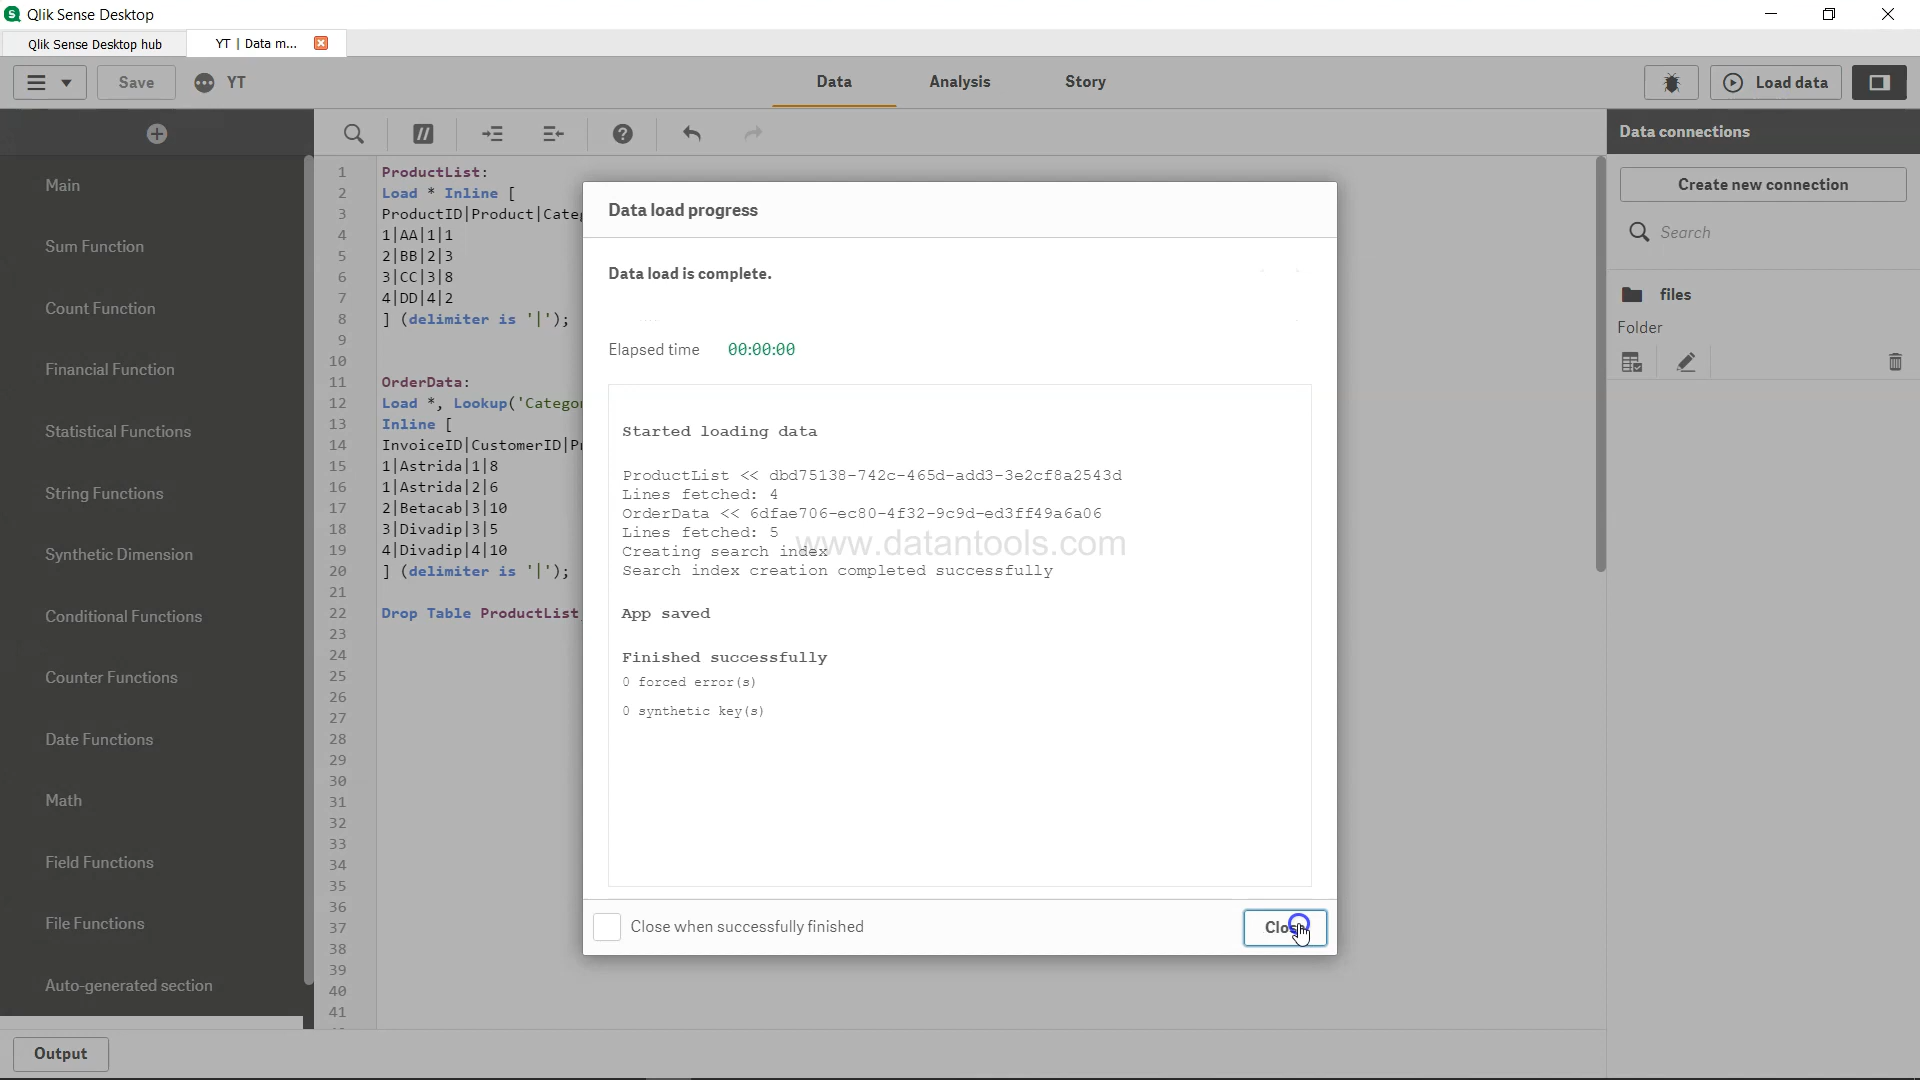 Qlik Sense Desktop
Qlik Sense Desktop hub
YT | Data m...
Save
YT
Data
Analysis
Story
Load data
Main
Sum Function
Count Function
Financial Function
Statistical Functions
String Functions
Synthetic Dimension
Conditional Functions
Counter Functions
Date Functions
Math
Field Functions
File Functions
Auto-generated section
Output
1 ProductList:
2 Load * Inline [
3 ProductID|Product|Categ
4 1|AA|1|1
5 2|BB|2|3
6 3|CC|3|8
7 4|DD|4|2
8 ] (delimiter is '|');
9
10
11 OrderData:
12 Load *, Lookup('Categor
13 Inline [
14 InvoiceID|CustomerID|Pr
15 1|Astrida|1|8
16 1|Astrida|2|6
17 2|Betacab|3|10
18 3|Divadip|3|5
19 4|Divadip|4|10
20 ] (delimiter is '|');
21
22 Drop Table ProductList
23
24
25
26
27
28
29
30
31
32
33
34
35
36
37
38
39
40
41
Data load progress
Data load is complete.
Elapsed time 00:00:00
Started loading data
ProductList << dbd75138-742c-465d-add3-3e2cf8a2543d
Lines fetched: 4
OrderData << 6dfae706-ec80-4f32-9c9d-ed3ff49a6a06
Lines fetched: 5
www.datantools.com
Creating search index
Search index creation completed successfully
App saved
Finished successfully
0 forced error(s)
0 synthetic key(s)
Close when successfully finished
Data connections
Create new connection
Search
files
Folder